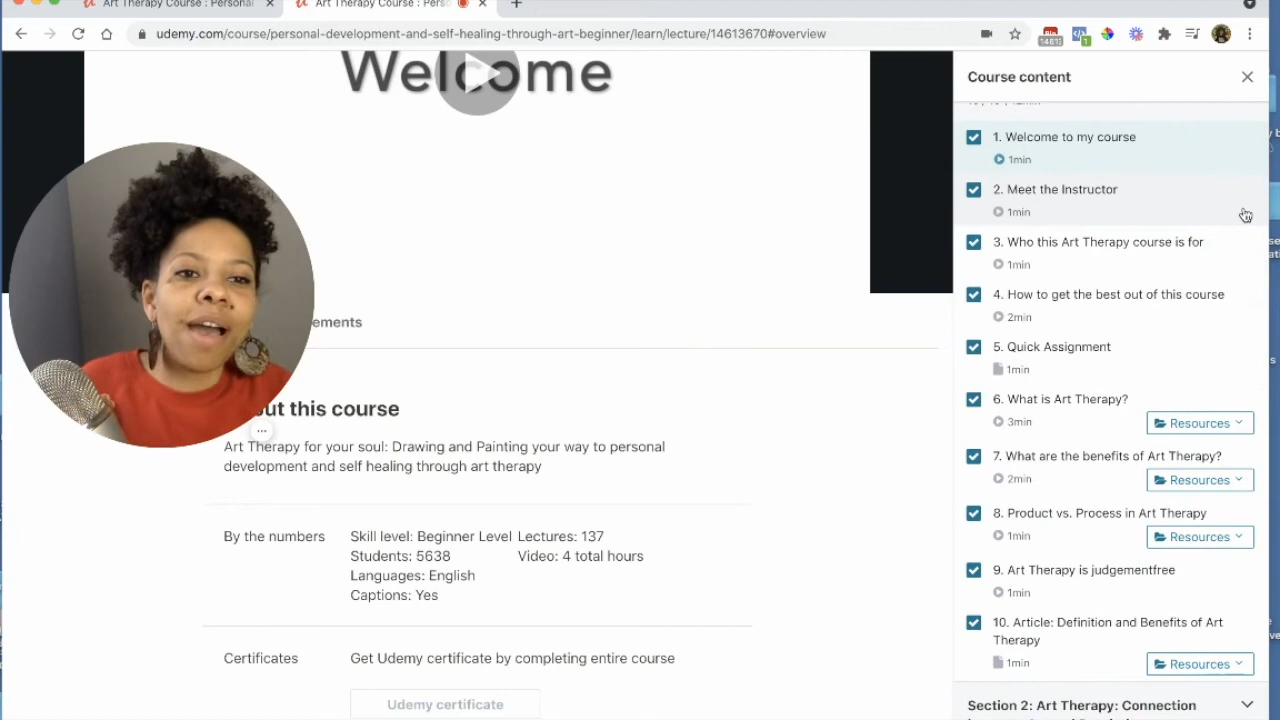 Art Therapy Course : Personal
Art Therapy Course : Perso
udemy.com/course/personal-development-and-self-healing-through-art-beginner/learn/lecture/14613670#overview
14613
1
Welcome
Course content
1. Welcome to my course
1min
2. Meet the Instructor
1min
3. Who this Art Therapy course is for
1min
4. How to get the best out of this course
2min
5. Quick Assignment
1min
6. What is Art Therapy?
3min
Resources
7. What are the benefits of Art Therapy?
2min
Resources
8. Product vs. Process in Art Therapy
1min
Resources
9. Art Therapy is judgementfree
1min
10. Article: Definition and Benefits of Art
Therapy
1min
Resources
Section 2: Art Therapy: Connection
ements
out this course
Art Therapy for your soul: Drawing and Painting your way to personal
development and self healing through art therapy
By the numbers
Skill level: Beginner Level
Students: 5638
Languages: English
Captions: Yes
Lectures: 137
Video: 4 total hours
Certificates
Get Udemy certificate by completing entire course
Udemy certificate